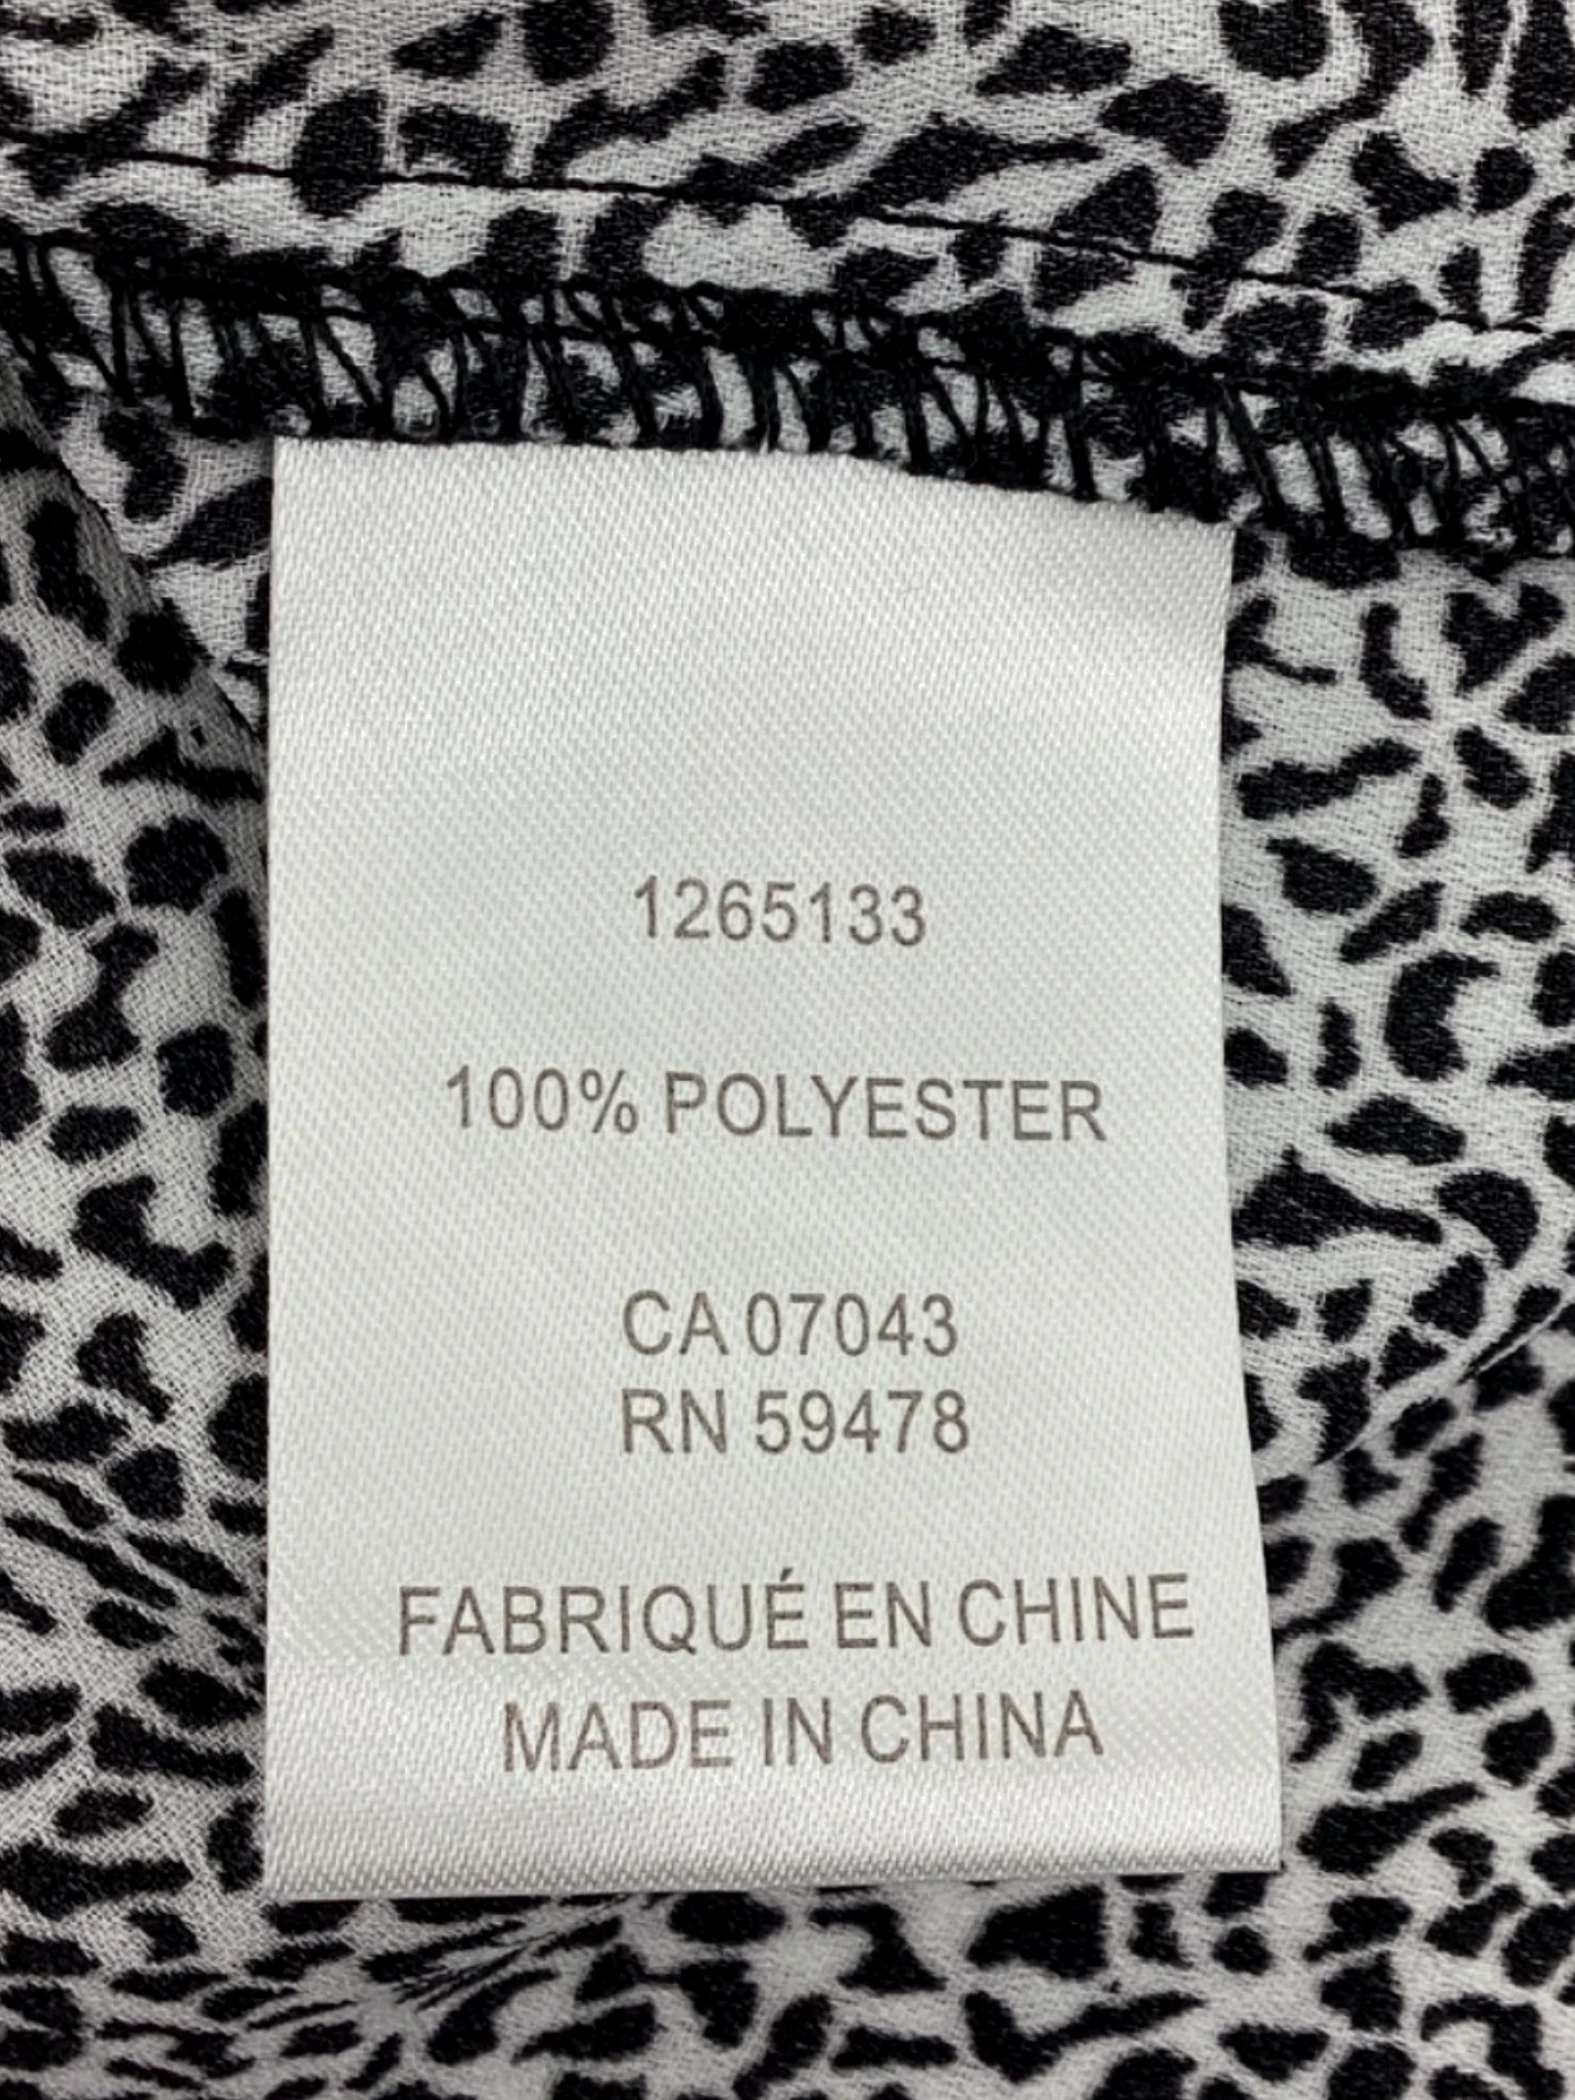 1265133
100% POLYESTER
CA 07043
RN 59478
FABRIQUÉ EN CHINE
MADE IN CHINA